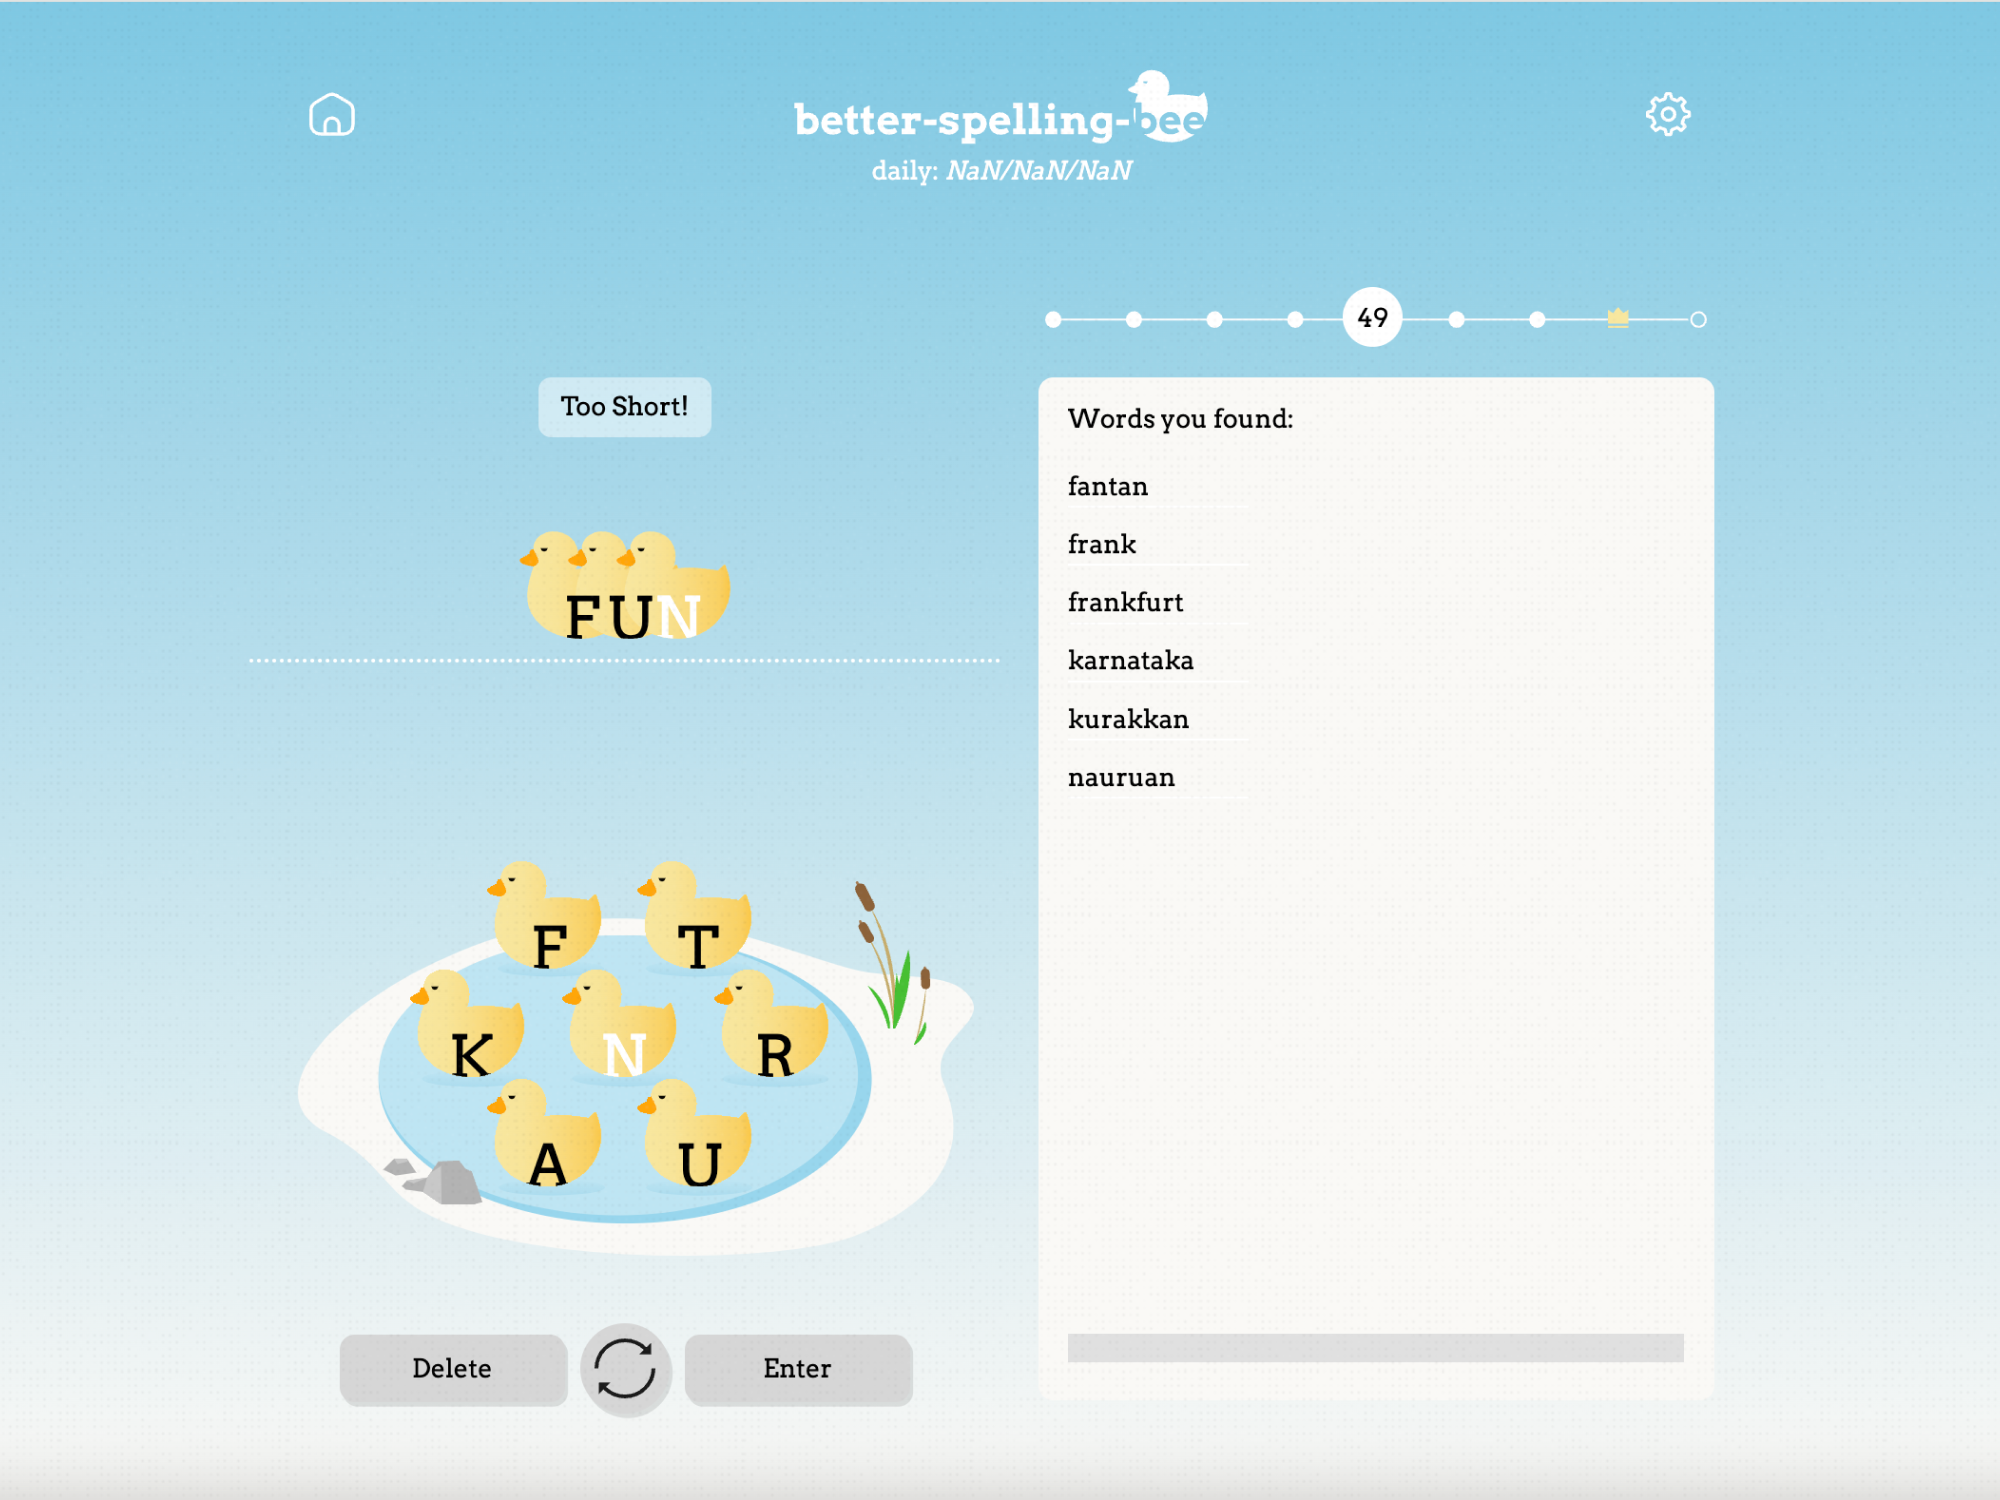 better-spelling-bee
daily: NaN/NaN/NaN
49
Too Short!
FUN
Words you found:
fantan
frank
frankfurt
karnataka
kurakkan
nauruan
F T
K N R
A U
Delete
Enter